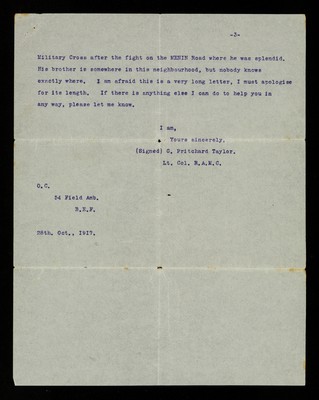 -3-
Military Cross after the fight on the MENIN Road where he was splendid.
His brother is somewhere in this neighbourhood, but nobody knows
exactly where. I am afraid this is a very long letter, I must apologise
for its length. If there is anything else I can do to help you in
any way, please let me know.
I am,
Yours sincerely.
(Signed) G. Pritchard Taylor.
Lt. Col. R.A.M.C.
O.C.
2d Field Amb.
B.E.F.
28th. Oct., 1917.